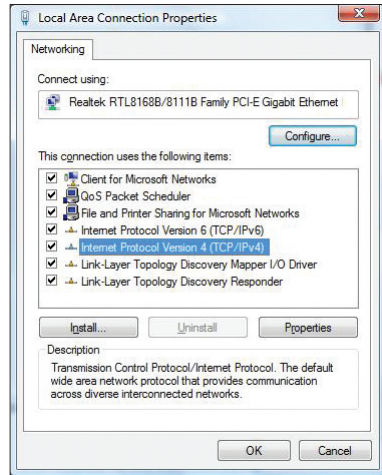 Local Area Connection Properties
Networking
Connect using:
Realtek RTL8168B/8111B Family PCI-E Gigabit Ethernet
Configure...
This connection uses the following items:
Client for Microsoft Networks
QoS Packet Scheduler
File and Printer Sharing for Microsoft Networks
Internet Protocol Version 6 (TCP/IPv6)
Internet Protocol Version 4 (TCP/IPv4)
Link-Layer Topology Discovery Mapper I/O Driver
Link-Layer Topology Discovery Responder
Install... Uninstall Properties
Description
Transmission Control Protocol/Internet Protocol. The default
wide area network protocol that provides communication
across diverse interconnected networks.
OK Cancel